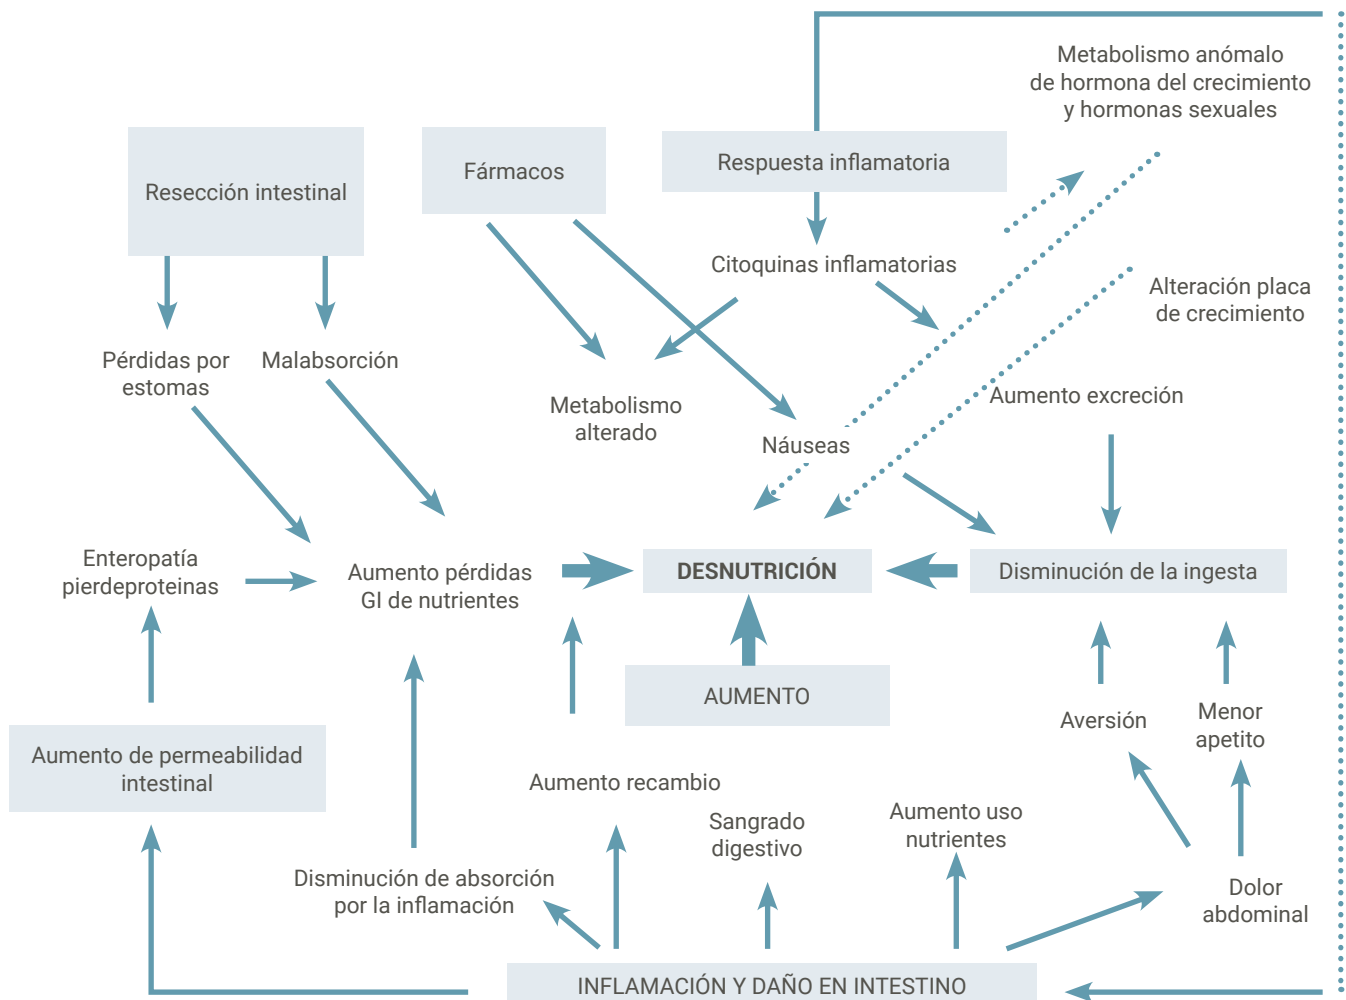 Metabolismo anómalo
de hormona del crecimiento
y hormonas sexuales
Respuesta inflamatoria
Fármacos
Resección intestinal
Citoquinas inflamatorias
Alteración placa
de crecimiento
Pérdidas por
estomas
Malabsorción
Metabolismo
alterado
Náuseas
Aumento excreción
Enteropatía
pierdeproteinas
Aumento pérdidas
GI de nutrientes
DESNUTRICIÓN
Disminución de la ingesta
AUMENTO
Aversión
Menor
apetito
Aumento de permeabilidad
intestinal
Aumento recambio
Sangrado
digestivo
Aumento uso
nutrientes
Disminución de absorción
por la inflamación
Dolor
abdominal
INFLAMACIÓN Y DAÑO EN INTESTINO